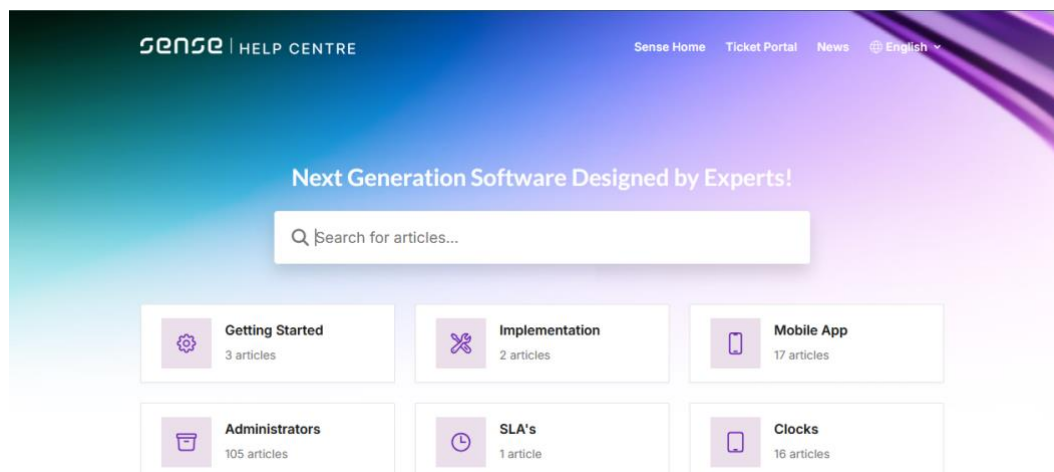 sense | HELP CENTRE
Sense Home Ticket Portal News English
Next Generation Software Designed by Experts!
Search for articles...
Getting Started
3 articles
Implementation
2 articles
Mobile App
17 articles
Administrators
105 articles
SLA's
1 article
Clocks
16 articles